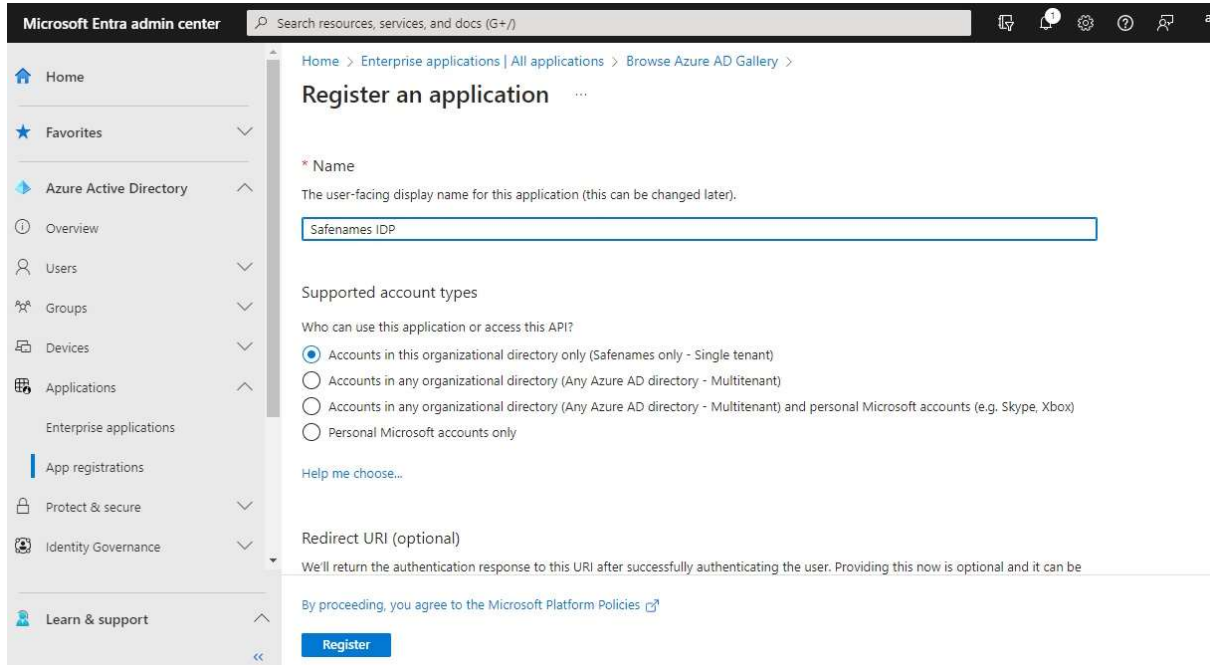 Microsoft Entra admin center
Search resources, services, and docs (G+/)
1
Home
Favorites
Azure Active Directory
Overview
Users
Groups
Devices
Applications
Enterprise applications
App registrations
Protect & secure
Identity Governance
Learn & support
Home > Enterprise applications | All applications > Browse Azure AD Gallery >
Register an application ...
* Name
The user-facing display name for this application (this can be changed later).
Safenames IDP
Supported account types
Who can use this application or access this API?
Accounts in this organizational directory only (Safenames only - Single tenant)
Accounts in any organizational directory (Any Azure AD directory - Multitenant)
Accounts in any organizational directory (Any Azure AD directory - Multitenant) and personal Microsoft accounts (e.g. Skype, Xbox)
Personal Microsoft accounts only
Help me choose...
Redirect URI (optional)
We'll return the authentication response to this URI after successfully authenticating the user. Providing this now is optional and it can be
By proceeding, you agree to the Microsoft Platform Policies
Register